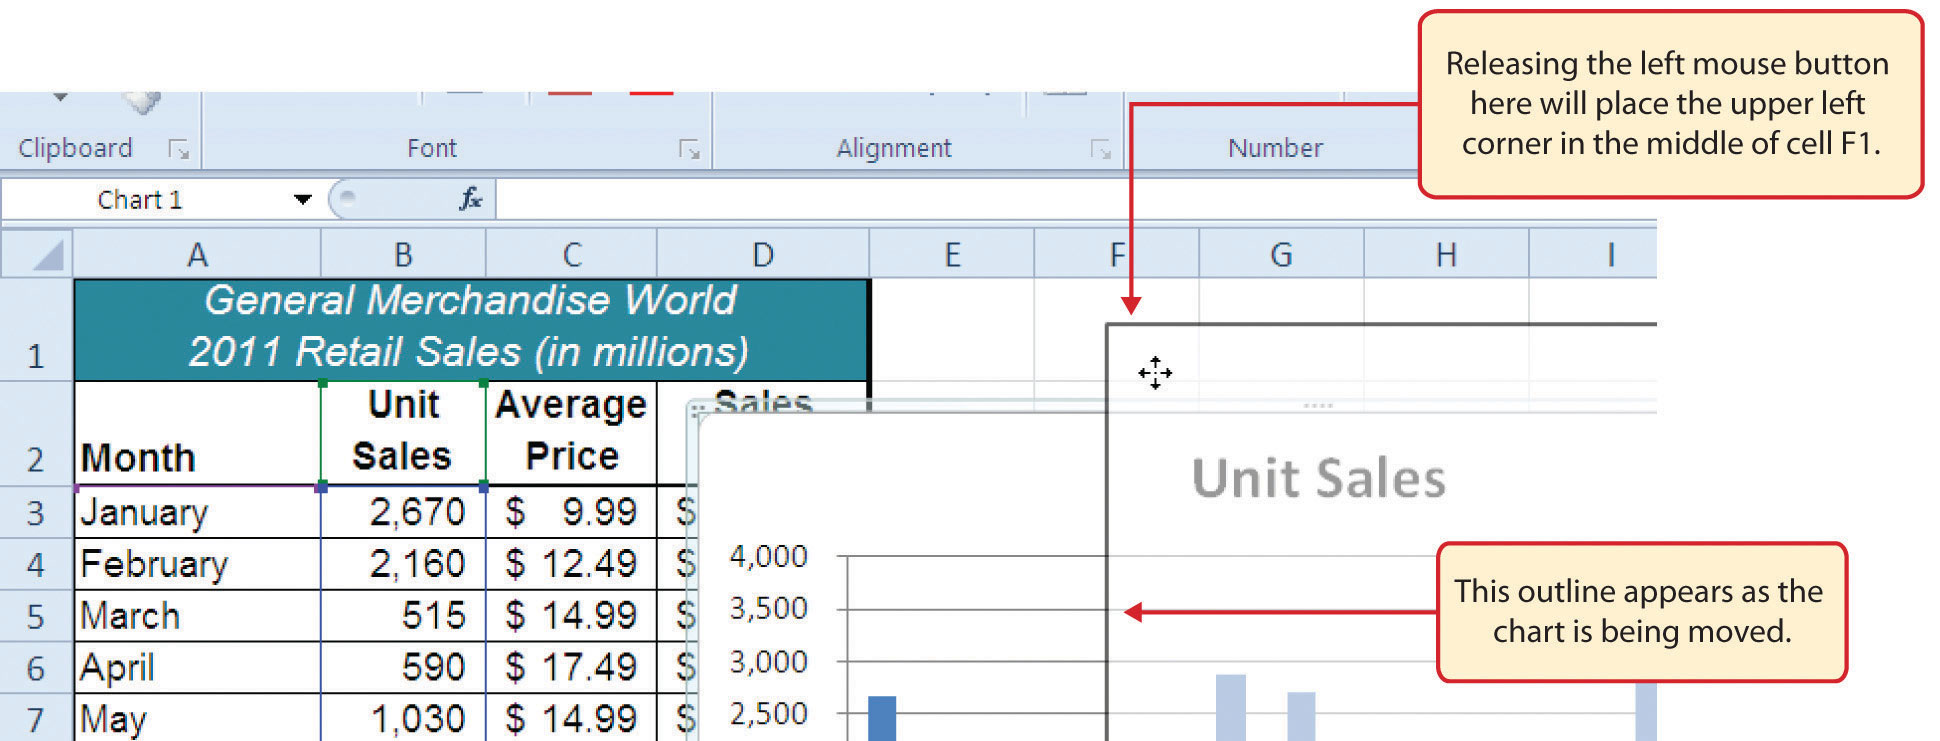 Releasing the left mouse button
here will place the upper left
corner in the middle of cell F1.
Clipboard Font Alignment Number
Chart 1 fx
A B C D E F G H I
General Merchandise World
1 2011 Retail Sales (in millions)
Unit Average Sales
2 Month Sales Price
Unit Sales
3 January 2,670 $ 9.99 $
4 February 2,160 $ 12.49 $
5 March 515 $ 14.99 $
6 April 590 $ 17.49 $
7 May 1,030 $ 14.99 $
4,000
3,500
3,000
2,500
This outline appears as the
chart is being moved.